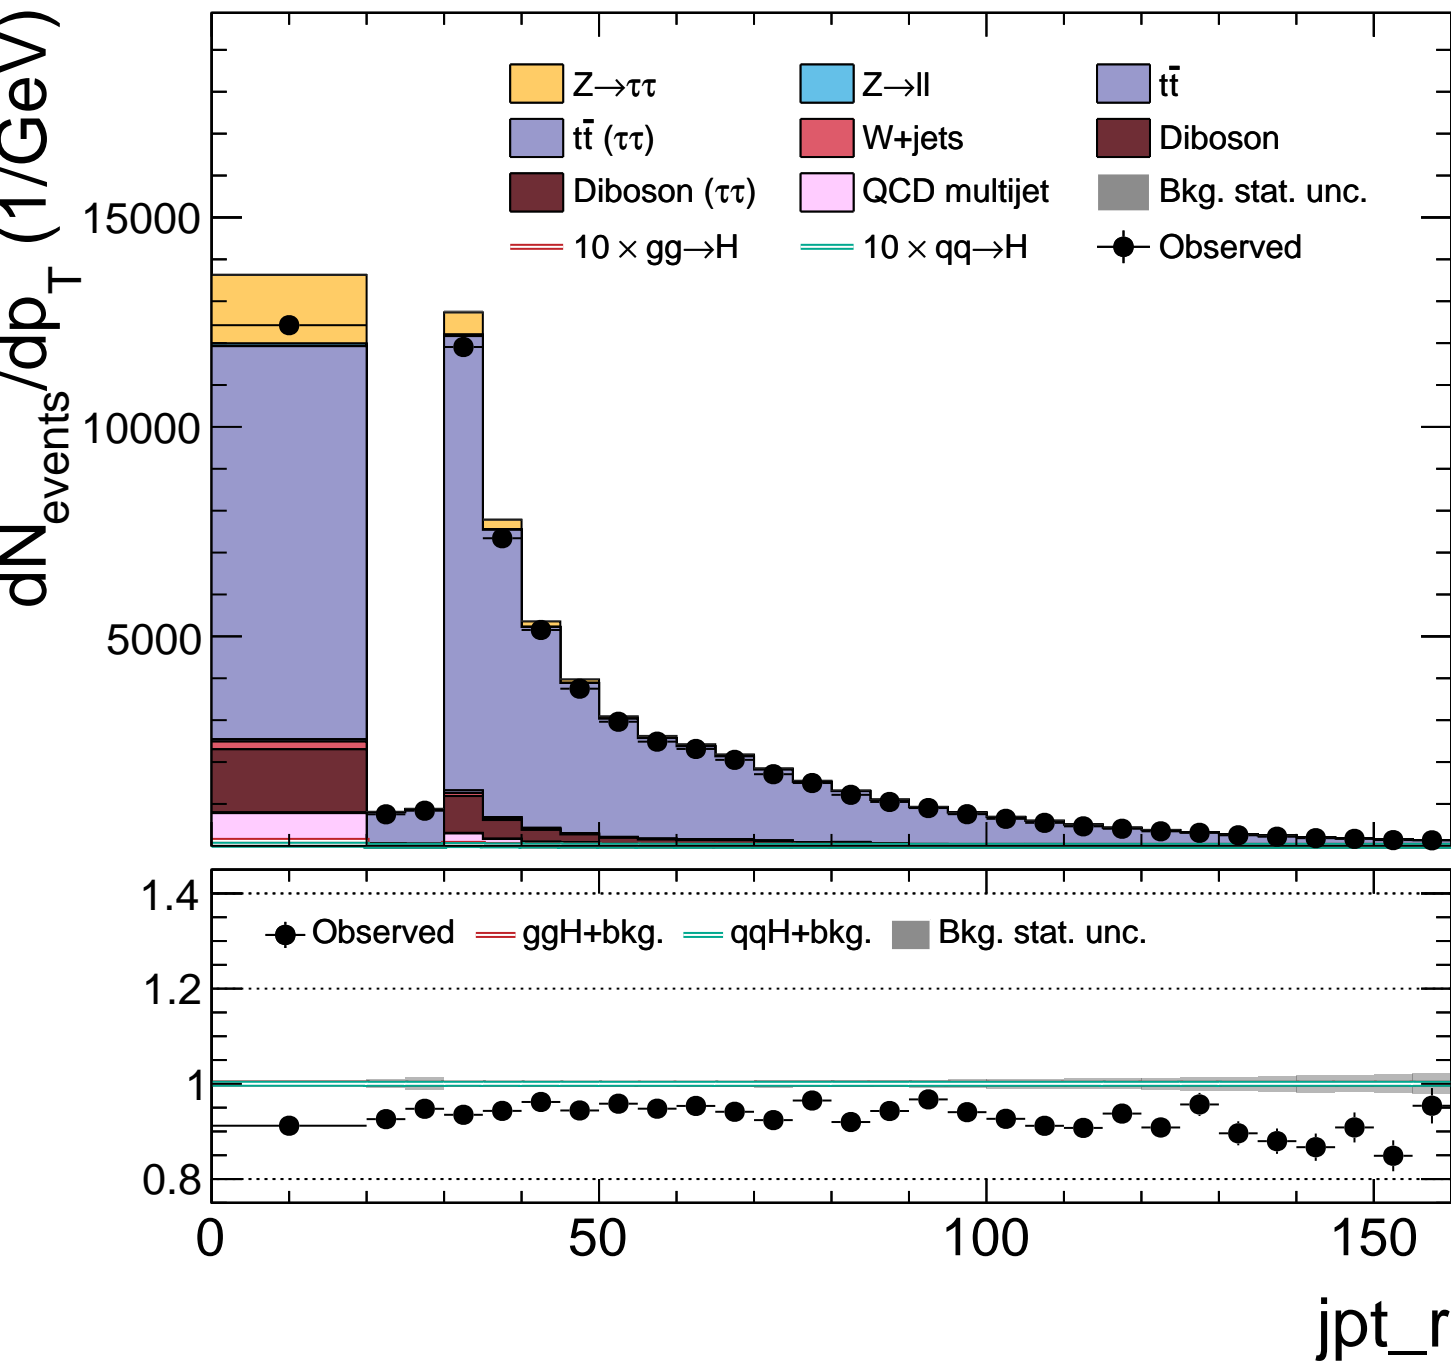 dN_events/dp_T (1/GeV)
Z→ττ
Z→ll
tt̄
tt̄ (ττ)
W+jets
Diboson
Diboson (ττ)
QCD multijet
Bkg. stat. unc.
10 × gg→H
10 × qq→H
Observed
15000
10000
5000
1.4
Observed
ggH+bkg.
qqH+bkg.
Bkg. stat. unc.
1.2
1
0.8
0
50
100
150
jpt_r